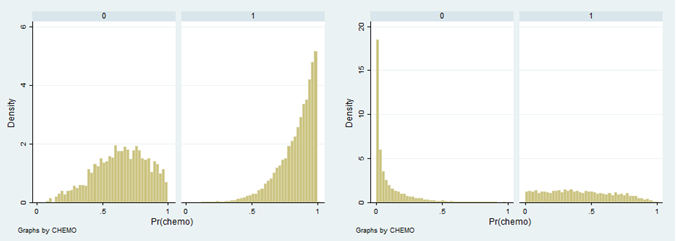 0 1
6
4
2
0
Density
0 .5 1 0 .5 1
Pr(chemo)
Graphs by CHEMO
0 1
20
15
10
5
0
Density
0 .5 1 0 .5 1
Pr(chemo)
Graphs by CHEMO